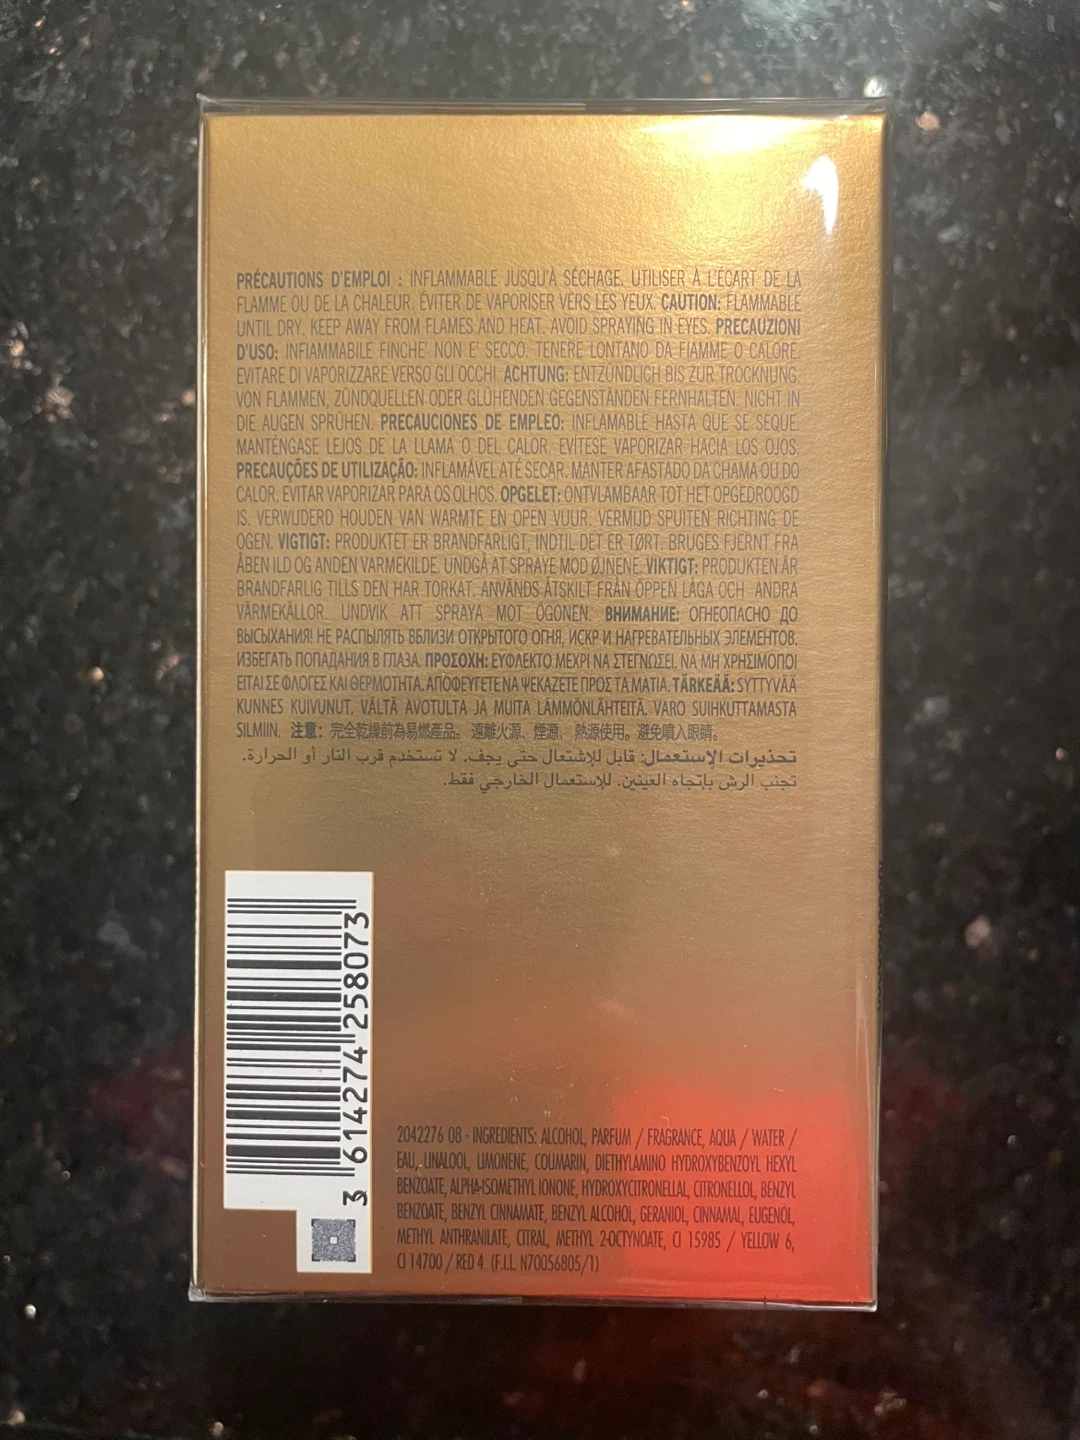 PRÉCAUTIONS D'EMPLOI : INFLAMMABLE JUSQU'À SÉCHAGE. UTILISER À L'ÉCART DE LA
FLAMME OU DE LA CHALEUR. ÉVITER DE VAPORISER VERS LES YEUX. CAUTION: FLAMMABLE
UNTIL DRY. KEEP AWAY FROM FLAMES AND HEAT. AVOID SPRAYING IN EYES. PRECAUZIONI
D'USO: INFIAMMABILE FINCHE' NON E' SECCO. TENERE LONTANO DA FIAMME O CALORE.
EVITARE DI VAPORIZZARE VERSO GLI OCCHI. ACHTUNG: ENTZÜNDLICH BIS ZUR TROCKNUNG.
VON FLAMMEN, ZÜNDQUELLEN ODER GLÜHENDEN GEGENSTÄNDEN FERNHALTEN. NICHT IN
DIE AUGEN SPRÜHEN. PRECAUCIONES DE EMPLEO: INFLAMABLE HASTA QUE SE SEQUE.
MANTÉNGASE LEJOS DE LA LLAMA O DEL CALOR. EVÍTESE VAPORIZAR HACIA LOS OJOS.
PRECAUÇÕES DE UTILIZAÇÃO: INFLAMÁVEL ATÉ SECAR. MANTER AFASTADO DA CHAMA OU DO
CALOR. EVITAR VAPORIZAR PARA OS OLHOS. OPGELET: ONTVLAMBAAR TOT HET OPGEDROOGD
IS. VERWIJDERD HOUDEN VAN WARMTE EN OPEN VUUR. VERMIJD SPUITEN RICHTING DE
OGEN. VIGTIGT: PRODUKTET ER BRANDFARLIGT, INDTIL DET ER TØRT. BRUGES FJERNT FRA
ÅBEN ILD OG ANDEN VARMEKILDE. UNDGÅ AT SPRAYE MOD ØJNENE. VIKTIGT: PRODUKTEN ÄR
BRANDFARLIG TILLS DEN HAR TORKAT. ANVÄNDS ÅTSKILT FRÅN ÖPPEN LÅGA OCH ANDRA
VÄRMEKÄLLOR. UNDVIK ATT SPRAYA MOT ÖGONEN. ВНИМАНИЕ: ОГНЕОПАСНО ДО
ВЫСЫХАНИЯ! НЕ РАСПЫЛЯТЬ ВБЛИЗИ ОТКРЫТОГО ОГНЯ, ИСКР И НАГРЕВАТЕЛЬНЫХ ЭЛЕМЕНТОВ.
ИЗБЕГАТЬ ПОПАДАНИЯ В ГЛАЗА. ΠΡΟΣΟΧΗ: ΕΥΦΛΕΚΤΟ ΜΕΧΡΙ ΝΑ ΣΤΕΓΝΩΣΕΙ. ΝΑ ΜΗ ΧΡΗΣΙΜΟΠΟΙ
ΕΙΤΑΙ ΣΕ ΦΛΟΓΕΣ ΚΑΙ ΘΕΡΜΟΤΗΤΑ. ΑΠΟΦΕΥΓΕΤΕ ΝΑ ΨΕΚΑΖΕΤΕ ΠΡΟΣ ΤΑ ΜΑΤΙΑ. TÄRKEÄÄ: SYTTYVÄÄ
KUNNES KUIVUNUT. VÄLTÄ AVOTULTA JA MUITA LÄMMÖNLÄHTEITÄ. VARO SUIHKUTTAMASTA
SILMIIN. 注意: 完全乾燥前為易燃產品。 遠離火源、煙源、 熱源使用。避免噴入眼睛。
تحذيرات الإستعمال: قابل للإشتعال حتى يجف. لا تستخدم قرب النار أو الحرارة.
تجنب الرش بإتجاه العينين. للإستعمال الخارجي فقط.
3 614274 258073
2042276 08 - INGREDIENTS: ALCOHOL, PARFUM / FRAGRANCE, AQUA / WATER /
EAU, LINALOOL, LIMONENE, COUMARIN, DIETHYLAMINO HYDROXYBENZOYL HEXYL
BENZOATE, ALPHA-ISOMETHYL IONONE, HYDROXYCITRONELLAL, CITRONELLOL, BENZYL
BENZOATE, BENZYL CINNAMATE, BENZYL ALCOHOL, GERANIOL, CINNAMAL, EUGENOL,
METHYL ANTHRANILATE, CITRAL, METHYL 2-OCTYNOATE, CI 15985 / YELLOW 6,
CI 14700 / RED 4. (F.I.L. N70056805/1)